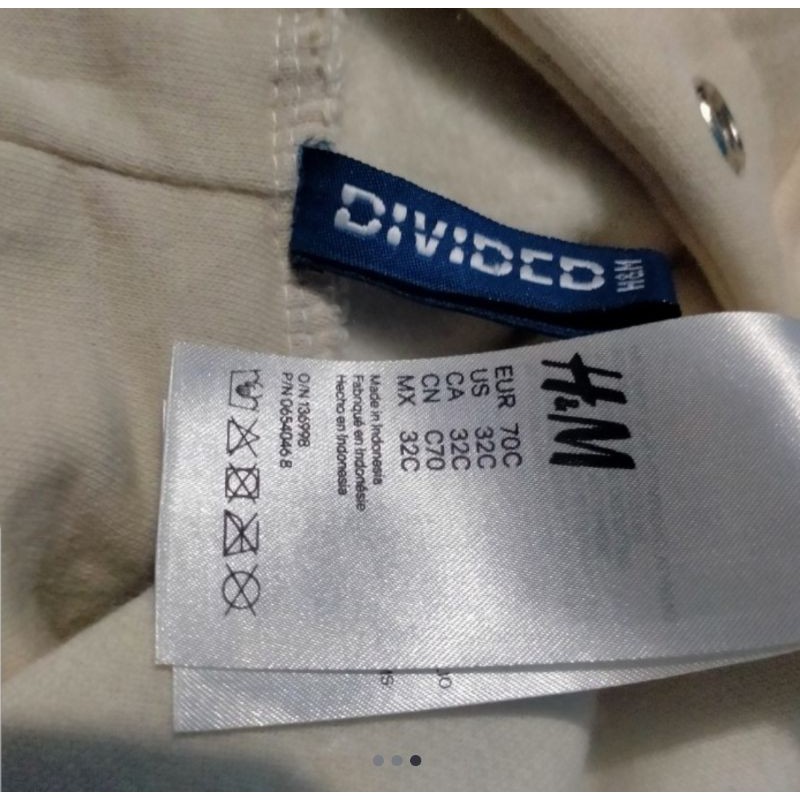 DIVIDED
H&M
H&M
EUR 70C
US 32C
CA 32C
CN C70
MX 32C
Made in Indonesia
Fabriqué en Indonésie
Hecho en Indonesia
O/N 136998
P/N 0654046 B